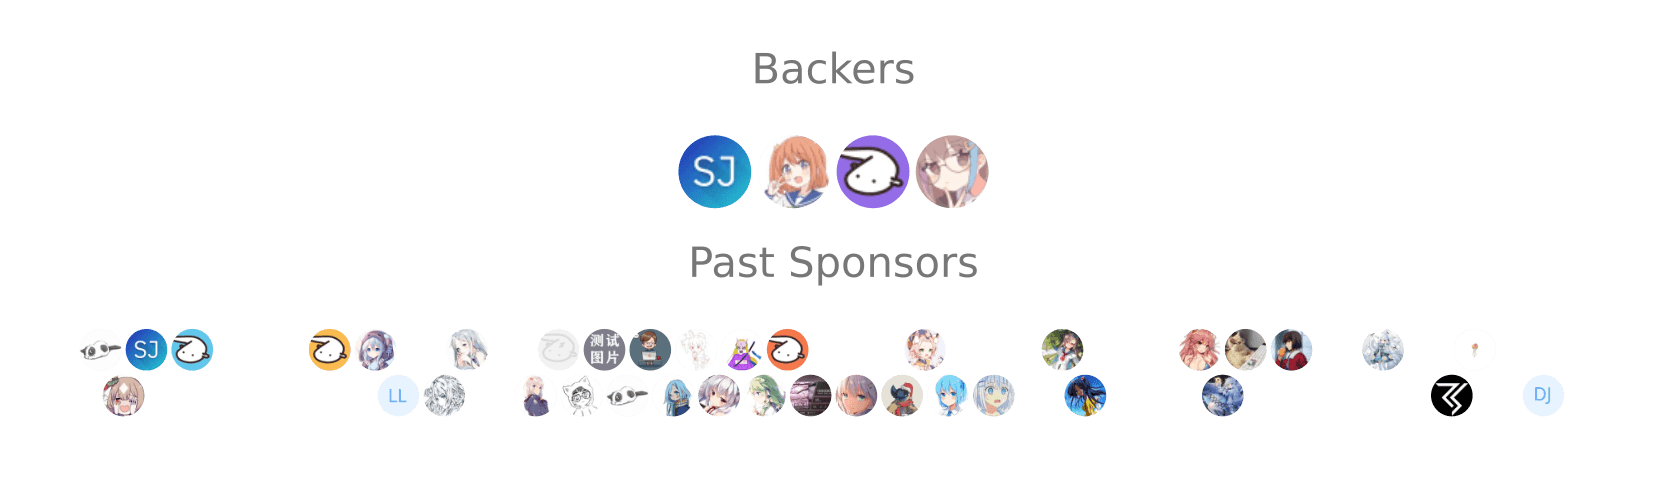 Backers
SJ
Past Sponsors
SJ
测试
图片
LL
DJ